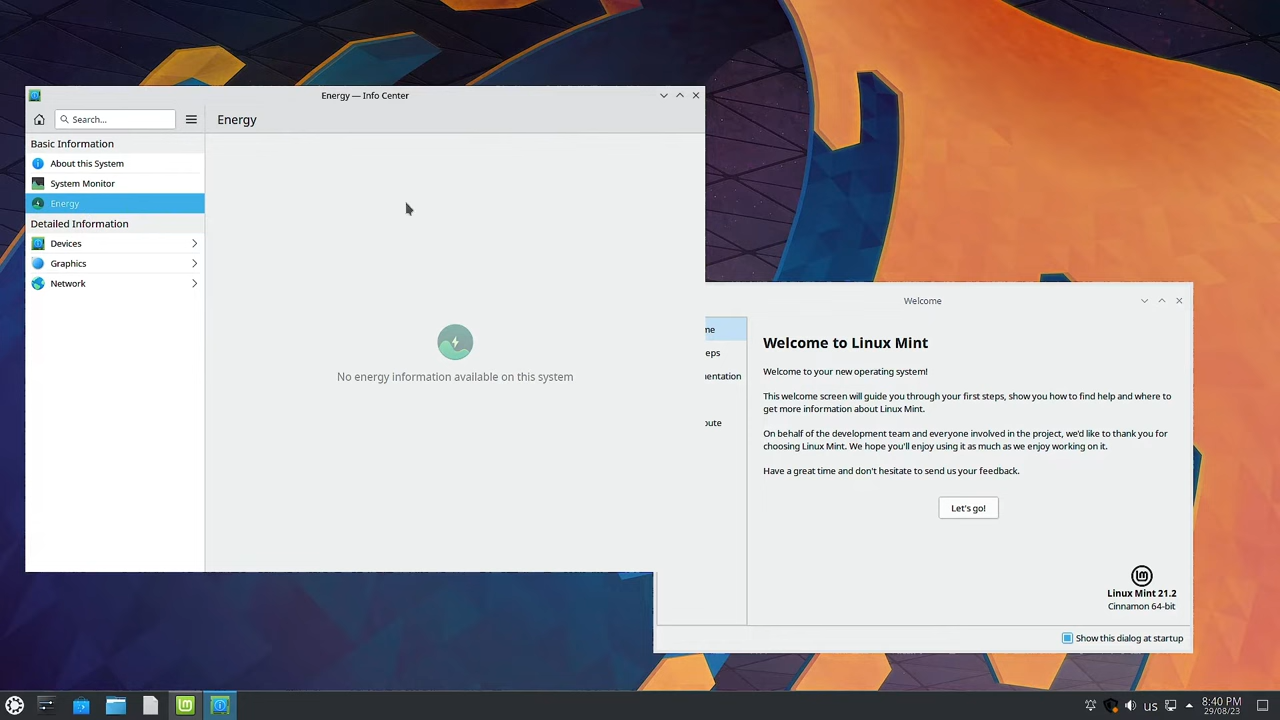 Energy — Info Center
Search...
Energy
Basic Information
About this System
System Monitor
Energy
Detailed Information
Devices
Graphics
Network
No energy information available on this system
Welcome
me
eps
entation
ute
Welcome to Linux Mint
Welcome to your new operating system!
This welcome screen will guide you through your first steps, show you how to find help and where to
get more information about Linux Mint.
On behalf of the development team and everyone involved in the project, we'd like to thank you for
choosing Linux Mint. We hope you'll enjoy using it as much as we enjoy working on it.
Have a great time and don't hesitate to send us your feedback.
Let's go!
Linux Mint 21.2
Cinnamon 64-bit
Show this dialog at startup
us
8:40 PM
29/08/23